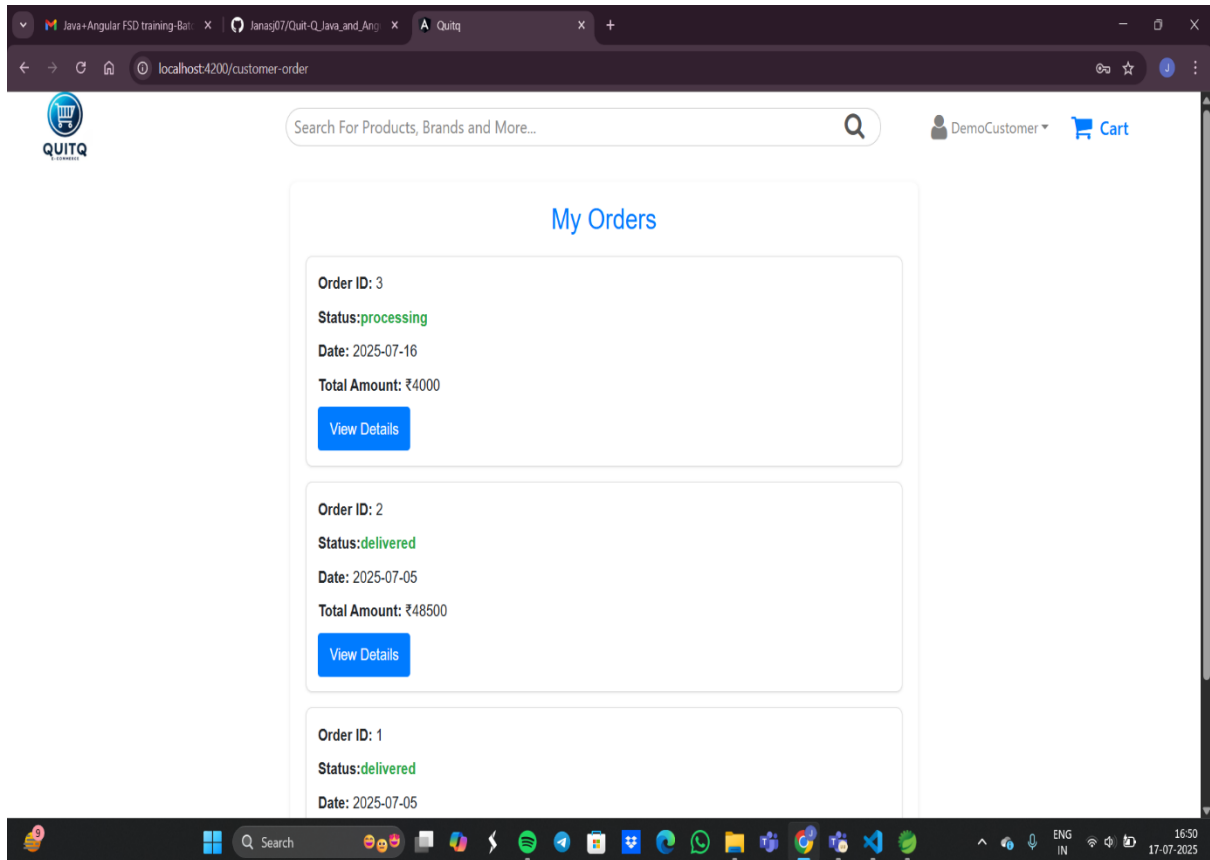 Java+Angular FSD training-Batc
Janasj07/Quit-Q_Java_and_Ang
Quitq
localhost:4200/customer-order
QUITQ
E-COMMERCE
Search For Products, Brands and More...
DemoCustomer
Cart
My Orders
Order ID: 3
Status:processing
Date: 2025-07-16
Total Amount: ₹4000
View Details
Order ID: 2
Status:delivered
Date: 2025-07-05
Total Amount: ₹48500
View Details
Order ID: 1
Status:delivered
Date: 2025-07-05
9
Search
ENG
IN
16:50
17-07-2025